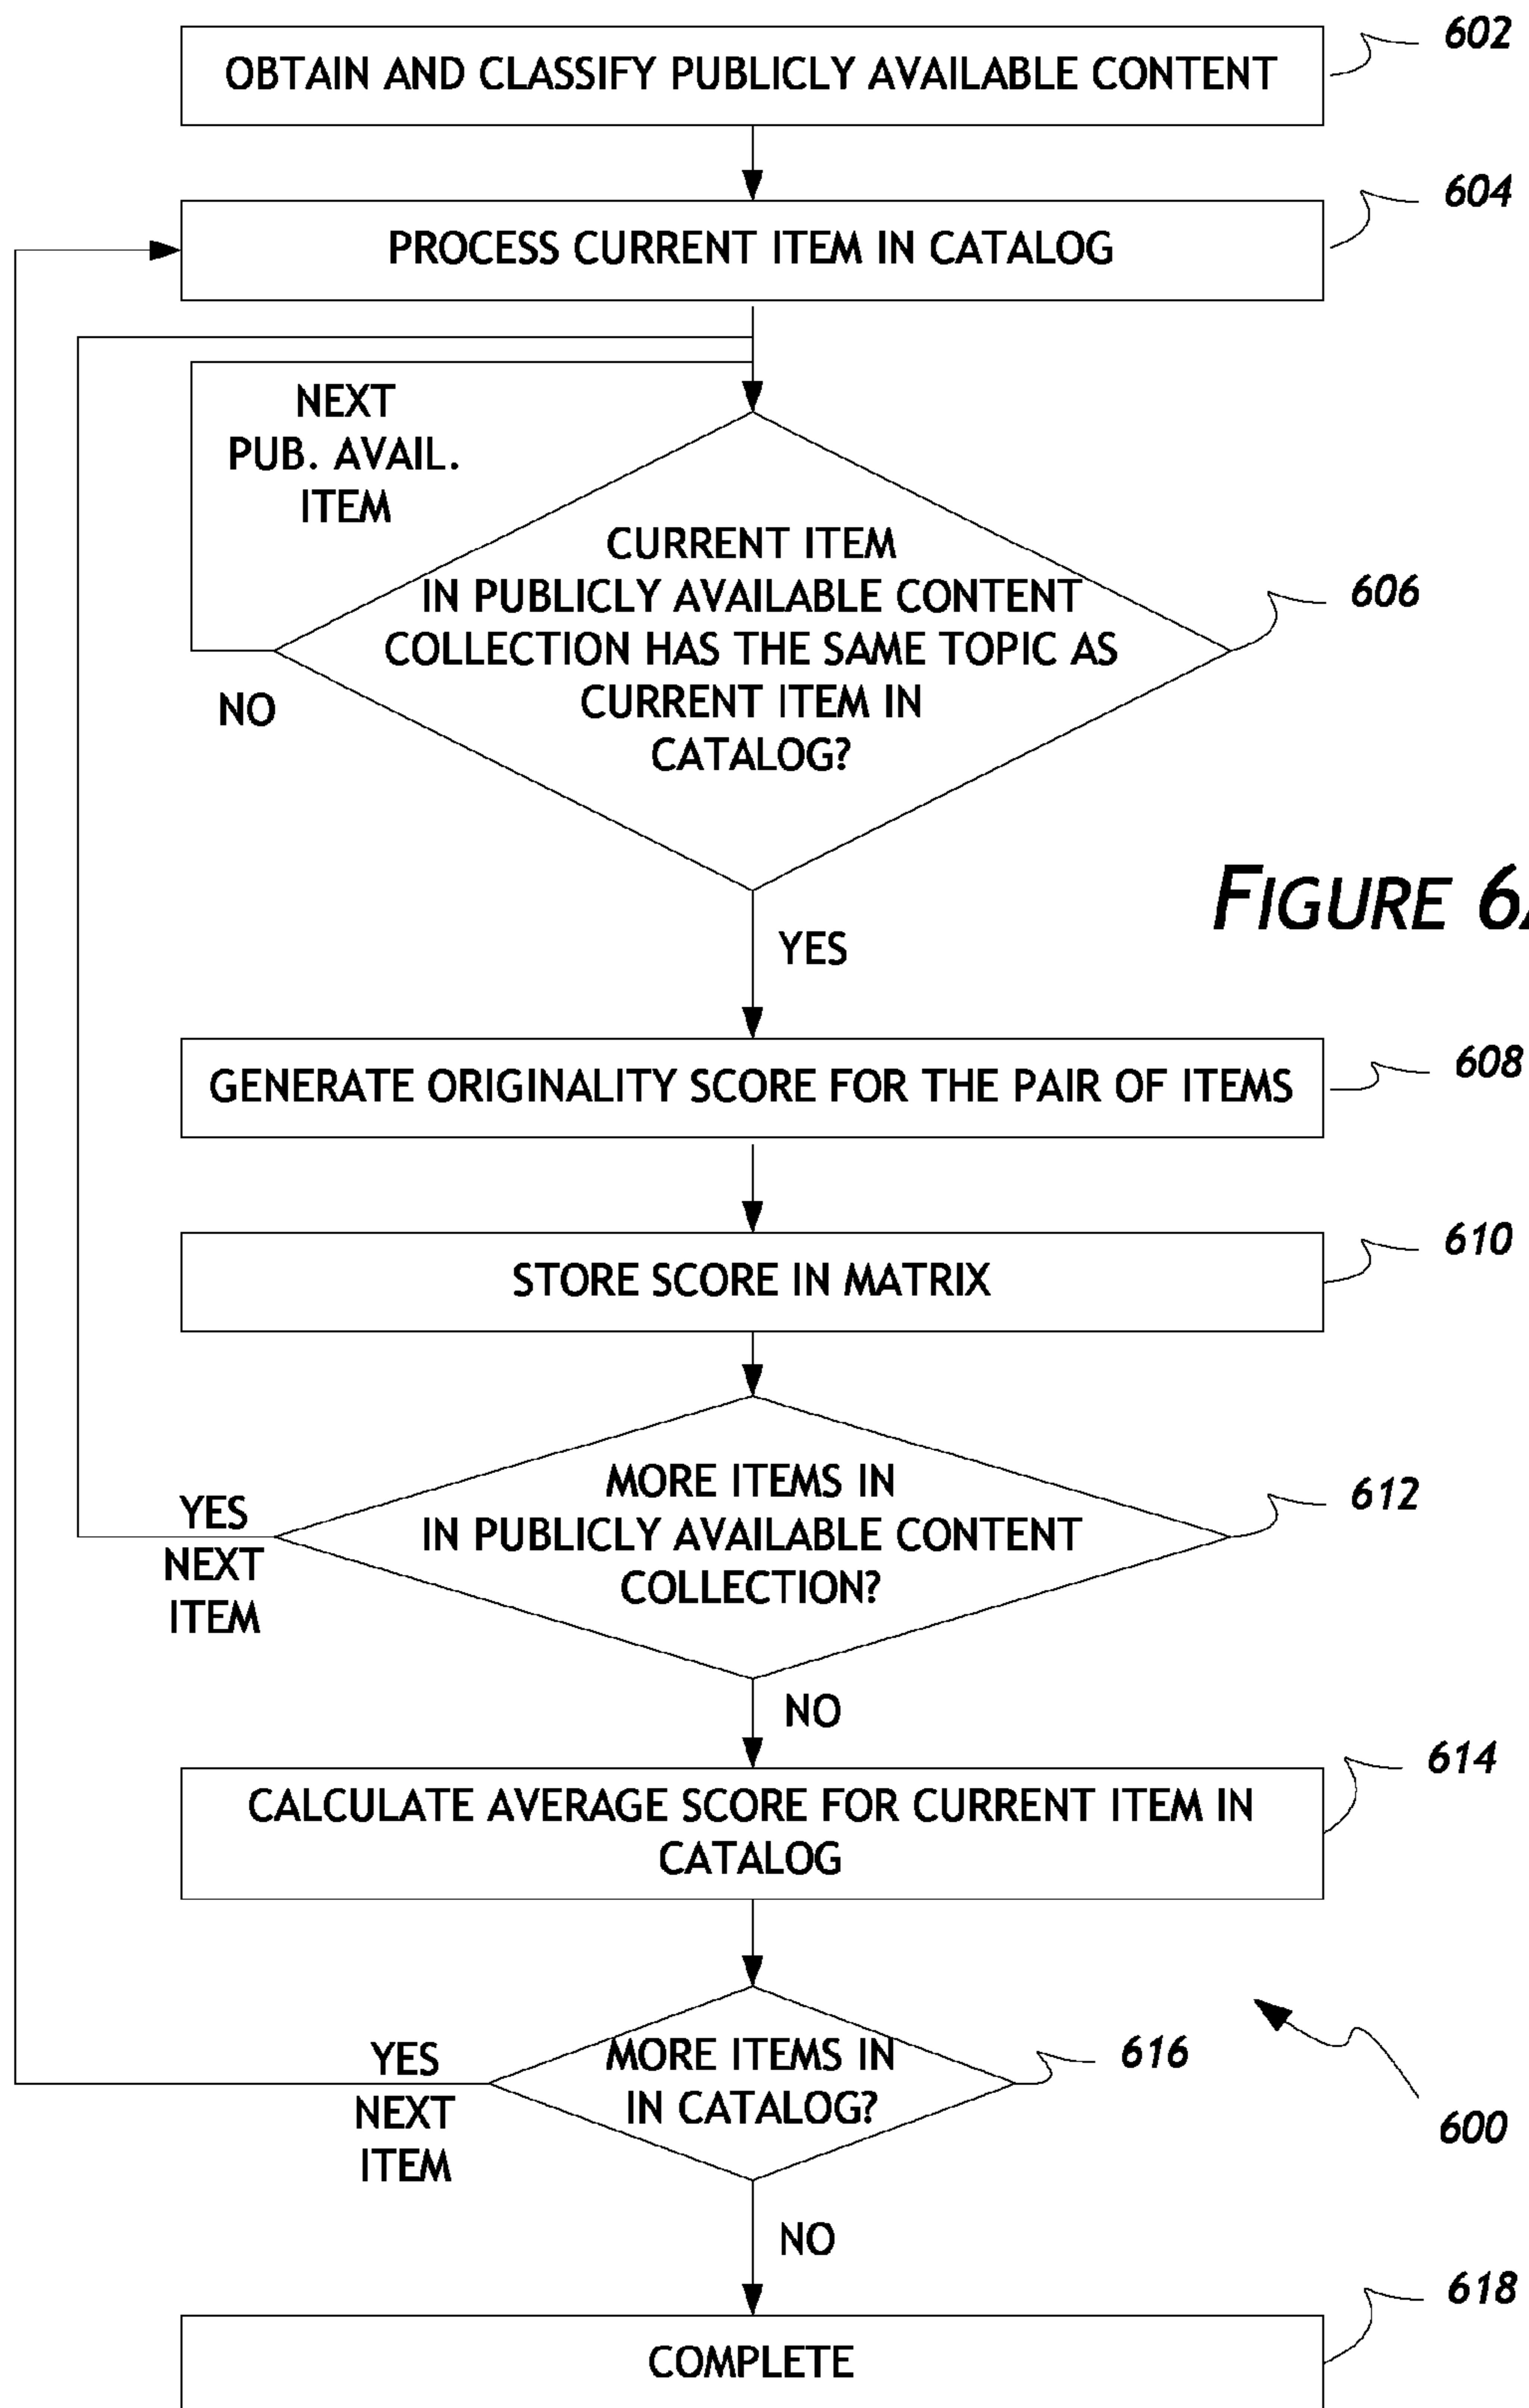 OBTAIN AND CLASSIFY PUBLICLY AVAILABLE CONTENT
602
PROCESS CURRENT ITEM IN CATALOG
604
NEXT
PUB. AVAIL.
ITEM
CURRENT ITEM
IN PUBLICLY AVAILABLE CONTENT
COLLECTION HAS THE SAME TOPIC AS
CURRENT ITEM IN
CATALOG?
606
NO
FIGURE 6A
YES
GENERATE ORIGINALITY SCORE FOR THE PAIR OF ITEMS
608
STORE SCORE IN MATRIX
610
MORE ITEMS IN
IN PUBLICLY AVAILABLE CONTENT
COLLECTION?
612
YES
NEXT
ITEM
NO
CALCULATE AVERAGE SCORE FOR CURRENT ITEM IN
CATALOG
614
MORE ITEMS IN
IN CATALOG?
616
YES
NEXT
ITEM
600
NO
COMPLETE
618